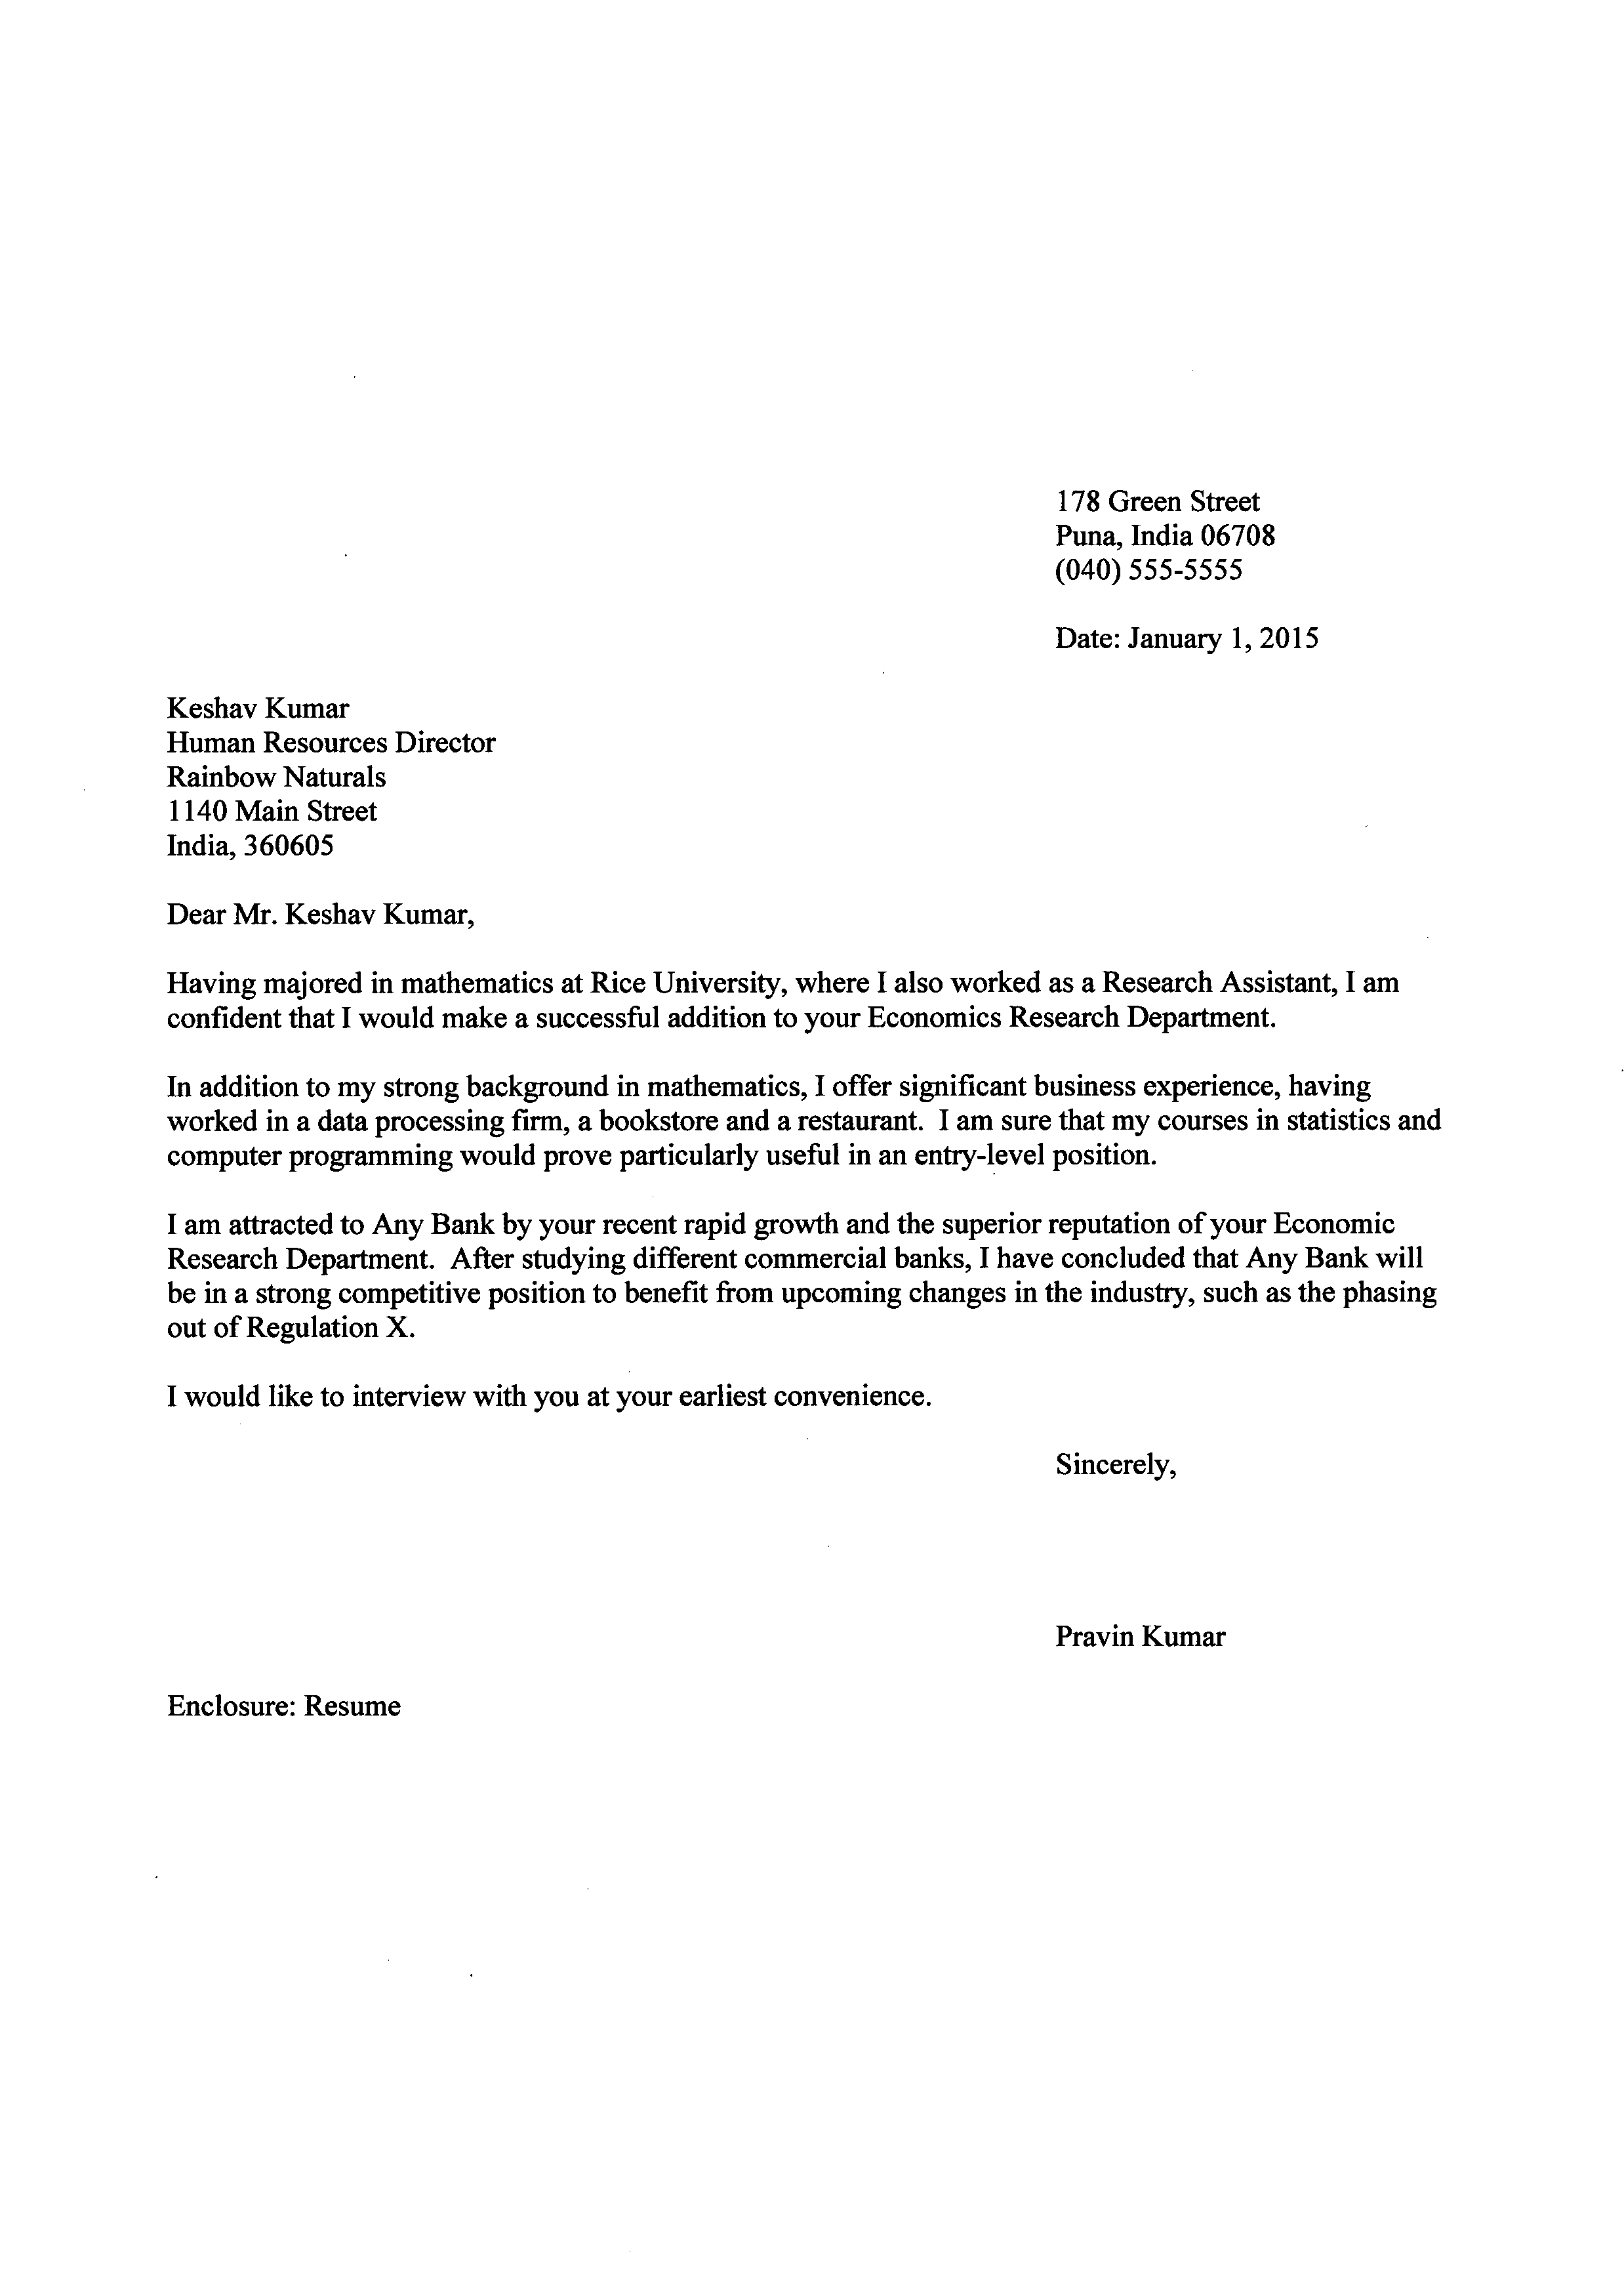 178 Green Street
Puna, India 06708
(040) 555-5555
Date: January 1, 2015
Keshav Kumar
Human Resources Director
Rainbow Naturals
1140 Main Street
India, 360605
Dear Mr. Keshav Kumar,
Having majored in mathematics at Rice University, where I also worked as a Research Assistant, I am
confident that I would make a successful addition to your Economics Research Department.
In addition to my strong background in mathematics, I offer significant business experience, having
worked in a data processing firm, a bookstore and a restaurant.  I am sure that my courses in statistics and
computer programming would prove particularly useful in an entry-level position.
I am attracted to Any Bank by your recent rapid growth and the superior reputation of your Economic
Research Department.  After studying different commercial banks, I have concluded that Any Bank will
be in a strong competitive position to benefit from upcoming changes in the industry, such as the phasing
out of Regulation X.
I would like to interview with you at your earliest convenience.
Sincerely,
Pravin Kumar
Enclosure: Resume